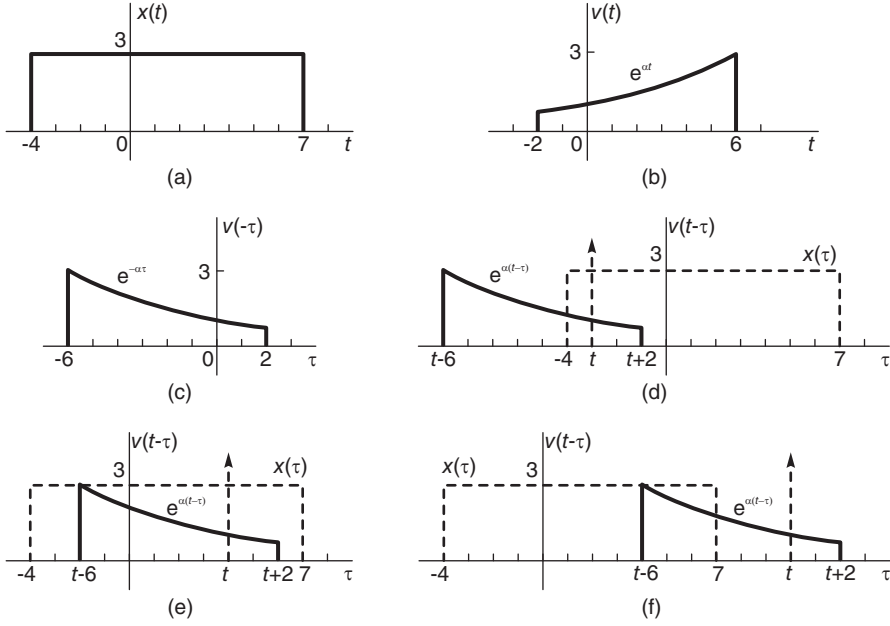 x(t)
3
-4
0
7
t
(a)
v(t)
3
e^{αt}
-2
0
6
t
(b)
v(-τ)
e^{-ατ}
3
-6
0
2
τ
(c)
v(t-τ)
e^{α(t-τ)}
3
x(τ)
t-6
-4
t
t+2
7
τ
(d)
v(t-τ)
3
x(τ)
e^{α(t-τ)}
-4
t-6
t
t+2
7
τ
(e)
v(t-τ)
x(τ)
3
e^{α(t-τ)}
-4
t-6
7
t
t+2
τ
(f)